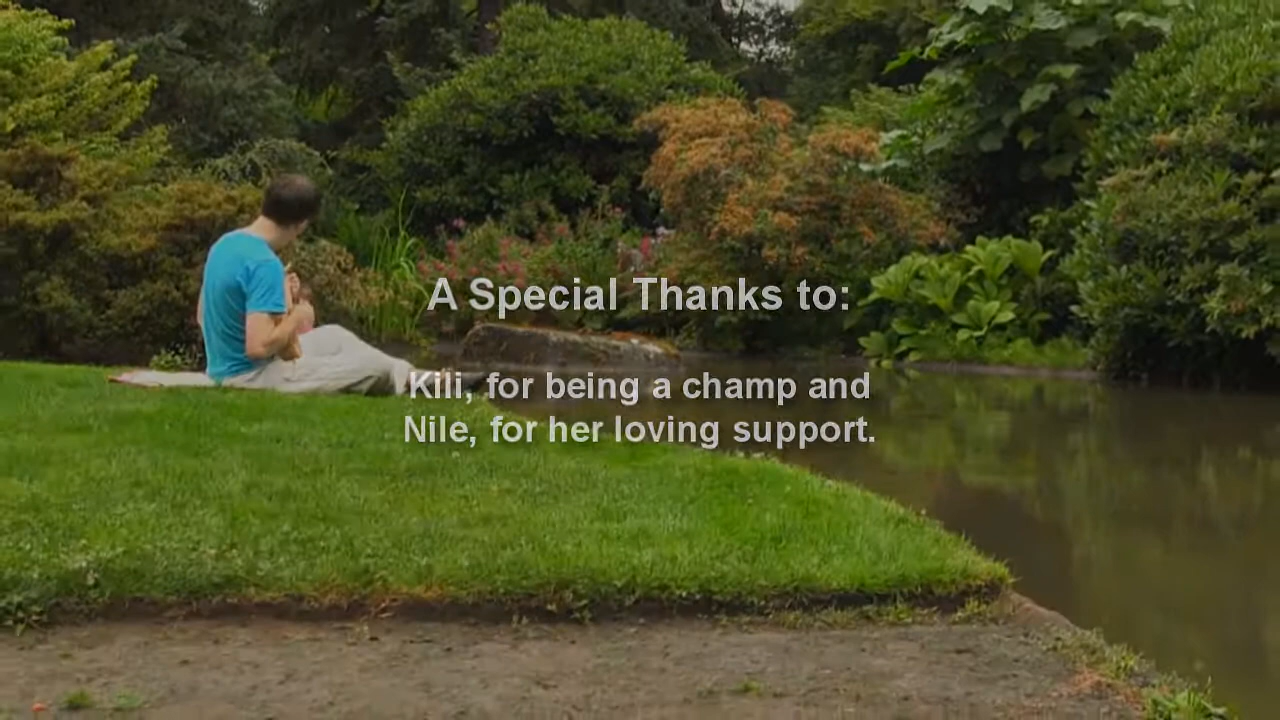 A Special Thanks to:
Kili, for being a champ and
Nile, for her loving support.